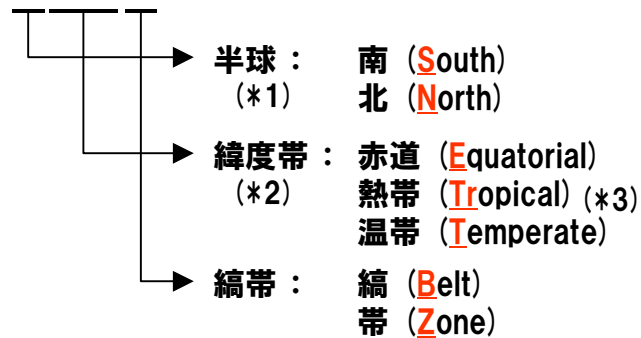 半球： 南 (South)
(*1) 北 (North)
緯度帯： 赤道 (Equatorial)
(*2) 熱帯 (Tropical) (*3)
温帯 (Temperate)
縞帯： 縞 (Belt)
帯 (Zone)